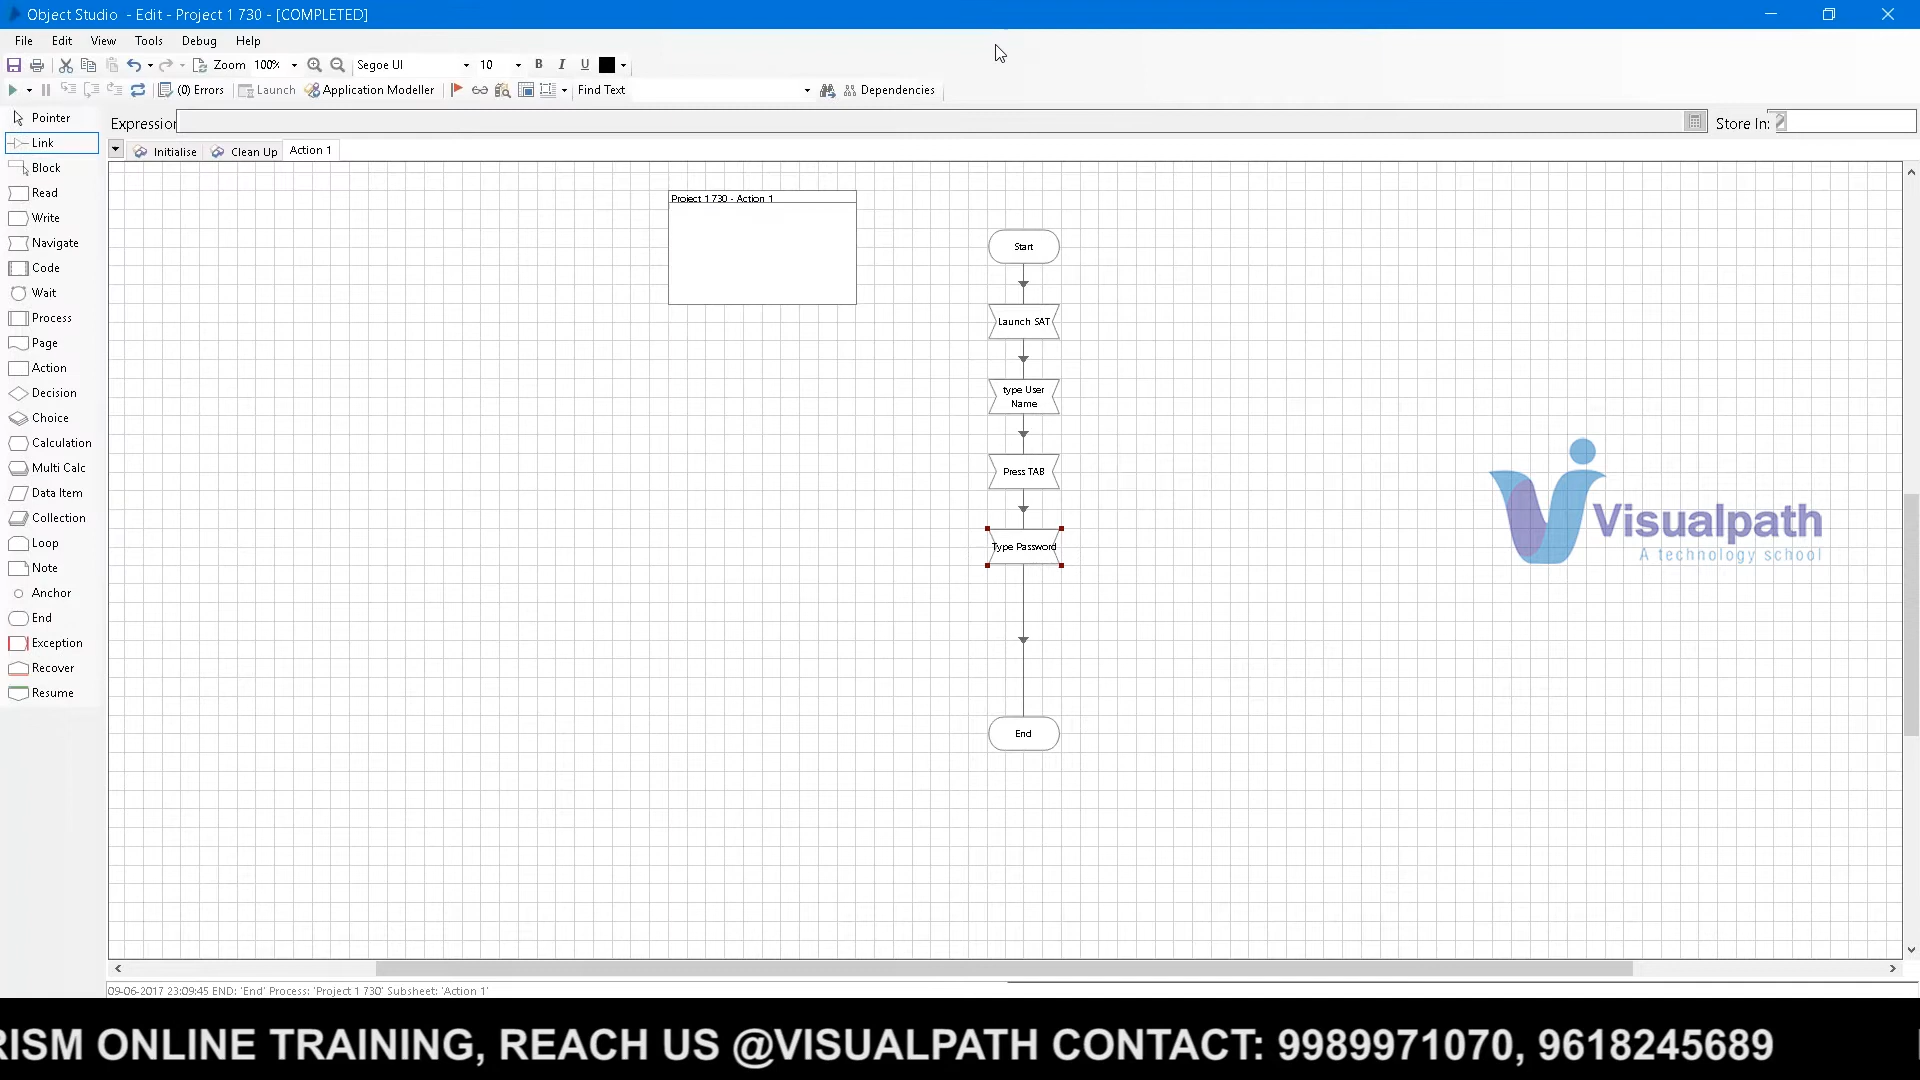 Object Studio - Edit - Project 1 730 - [COMPLETED]
File Edit View Tools Debug Help
Zoom 100% Segoe UI 10 B I U
(0) Errors Launch Application Modeller Find Text Dependencies
Expression Store In:
Pointer
Link
Block
Read
Write
Navigate
Code
Wait
Process
Page
Action
Decision
Choice
Calculation
Multi Calc
Data Item
Collection
Loop
Note
Anchor
End
Exception
Recover
Resume
Initialise Clean Up Action 1
Project 1 730 - Action 1
Start
Launch SAT
type User
Name
Press TAB
Type Password
End
Visualpath
A technology school
09-06-2017 23:09:45 END: 'End' Process: 'Project 1 730' Subsheet: 'Action 1'
RISM ONLINE TRAINING, REACH US @VISUALPATH CONTACT: 9989971070, 9618245689